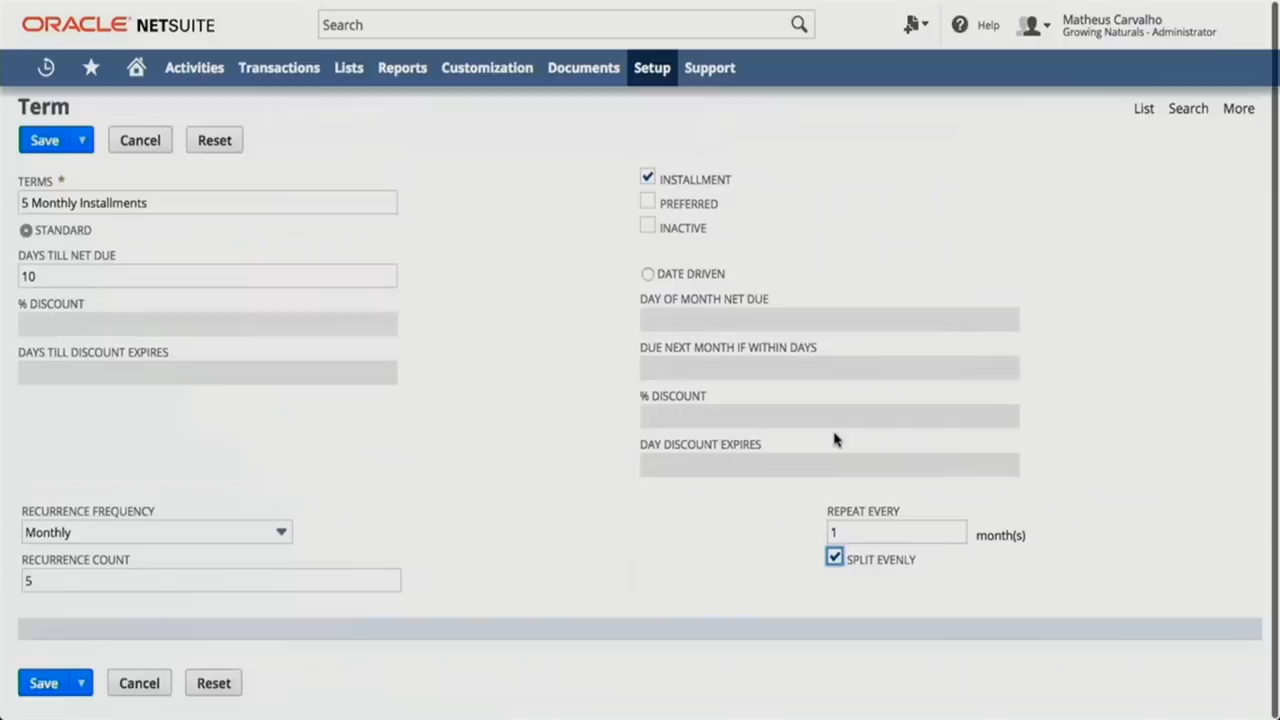 ORACLE NETSUITE
Search
Help
Matheus Carvalho
Growing Naturals - Administrator
Activities Transactions Lists Reports Customization Documents Setup Support
Term
List Search More
Save Cancel Reset
TERMS *
5 Monthly Installments
STANDARD
DAYS TILL NET DUE
10
% DISCOUNT
DAYS TILL DISCOUNT EXPIRES
INSTALLMENT
PREFERRED
INACTIVE
DATE DRIVEN
DAY OF MONTH NET DUE
DUE NEXT MONTH IF WITHIN DAYS
% DISCOUNT
DAY DISCOUNT EXPIRES
RECURRENCE FREQUENCY
Monthly
RECURRENCE COUNT
5
REPEAT EVERY
1 month(s)
SPLIT EVENLY
Save Cancel Reset